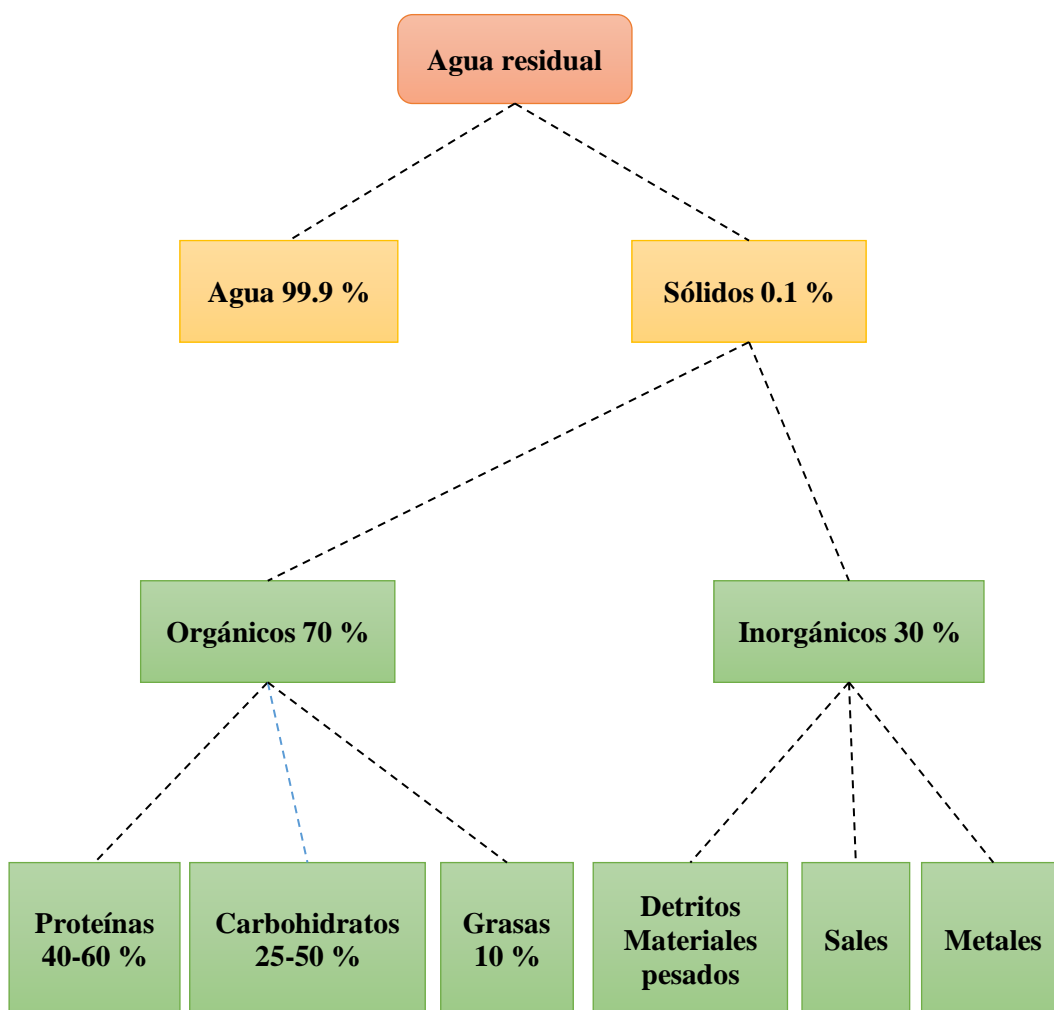 Agua residual
Agua 99.9 %
Sólidos 0.1 %
Orgánicos 70 %
Inorgánicos 30 %
Proteínas
40-60 %
Carbohidratos
25-50 %
Grasas
10 %
Detritos
Materiales
pesados
Sales
Metales